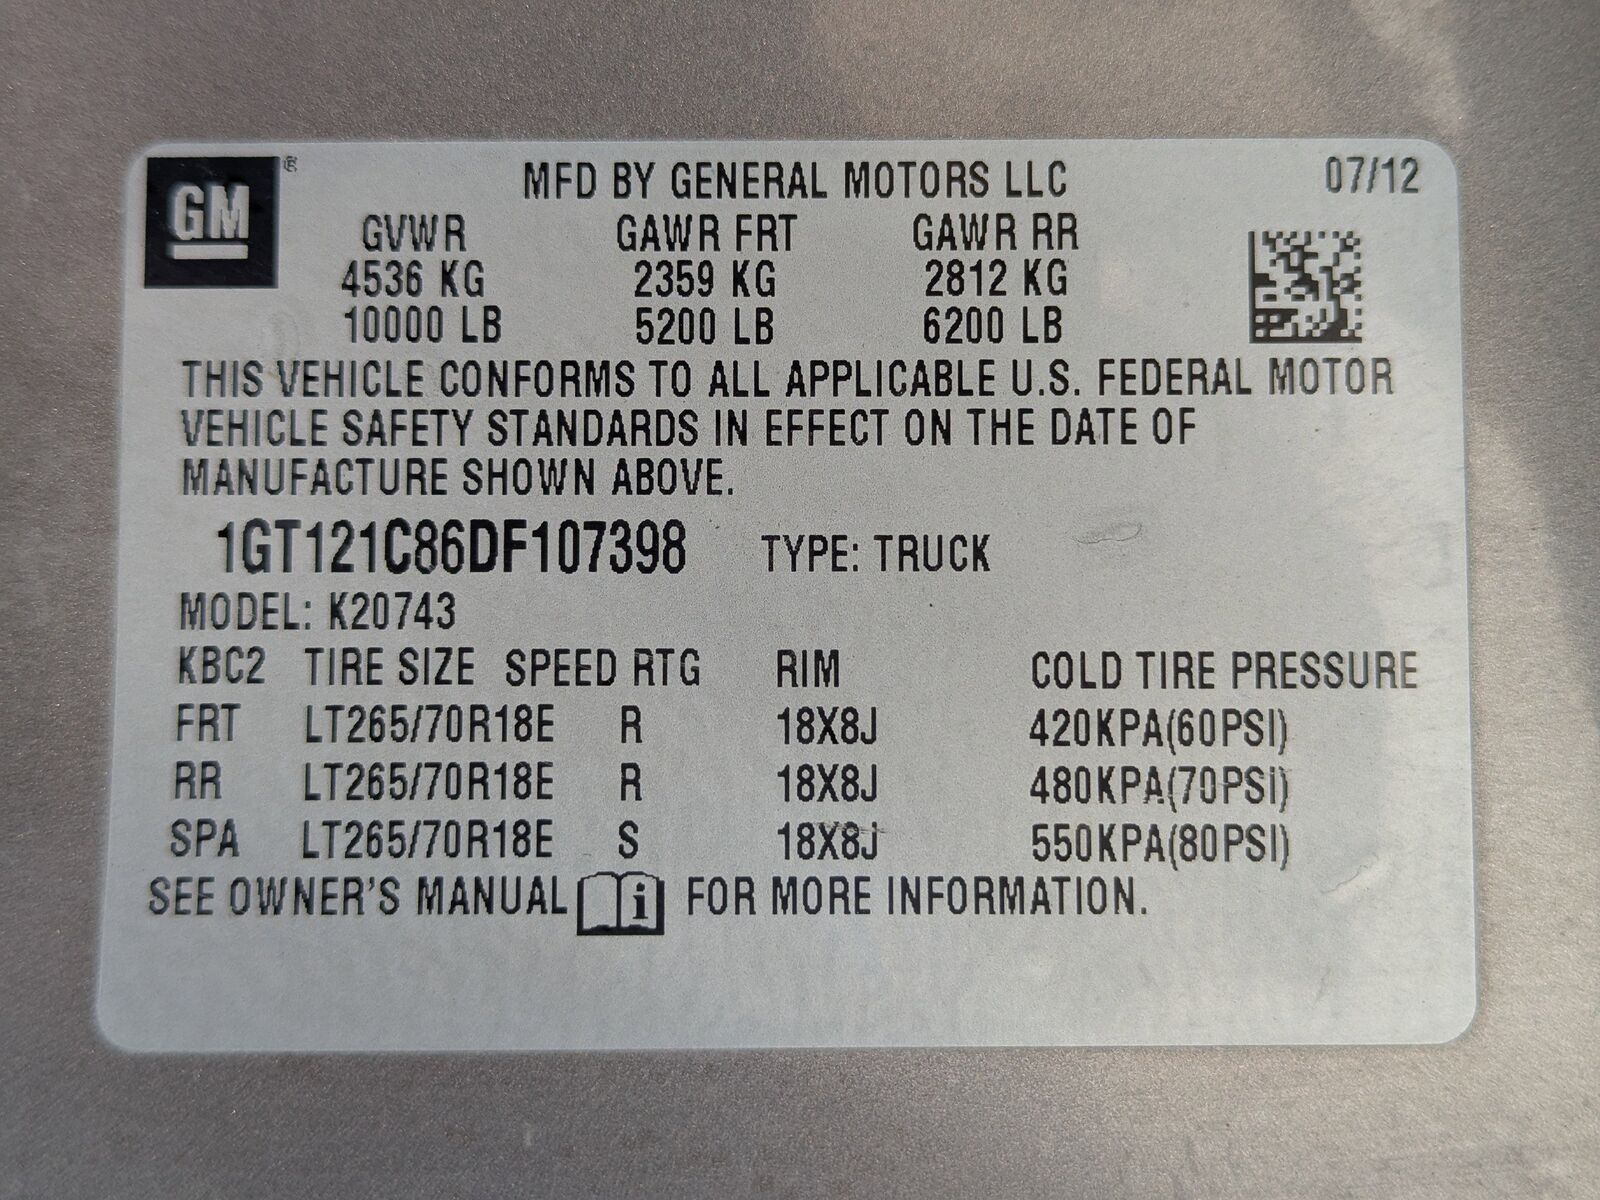 GM
MFD BY GENERAL MOTORS LLC 07/12
GVWR GAWR FRT GAWR RR
4536 KG 2359 KG 2812 KG
10000 LB 5200 LB 6200 LB
THIS VEHICLE CONFORMS TO ALL APPLICABLE U.S. FEDERAL MOTOR
VEHICLE SAFETY STANDARDS IN EFFECT ON THE DATE OF
MANUFACTURE SHOWN ABOVE.
1GT121C86DF107398 TYPE: TRUCK
MODEL: K20743
KBC2 TIRE SIZE SPEED RTG RIM COLD TIRE PRESSURE
FRT LT265/70R18E R 18X8J 420KPA(60PSI)
RR LT265/70R18E R 18X8J 480KPA(70PSI)
SPA LT265/70R18E S 18X8J 550KPA(80PSI)
SEE OWNER'S MANUAL i FOR MORE INFORMATION.